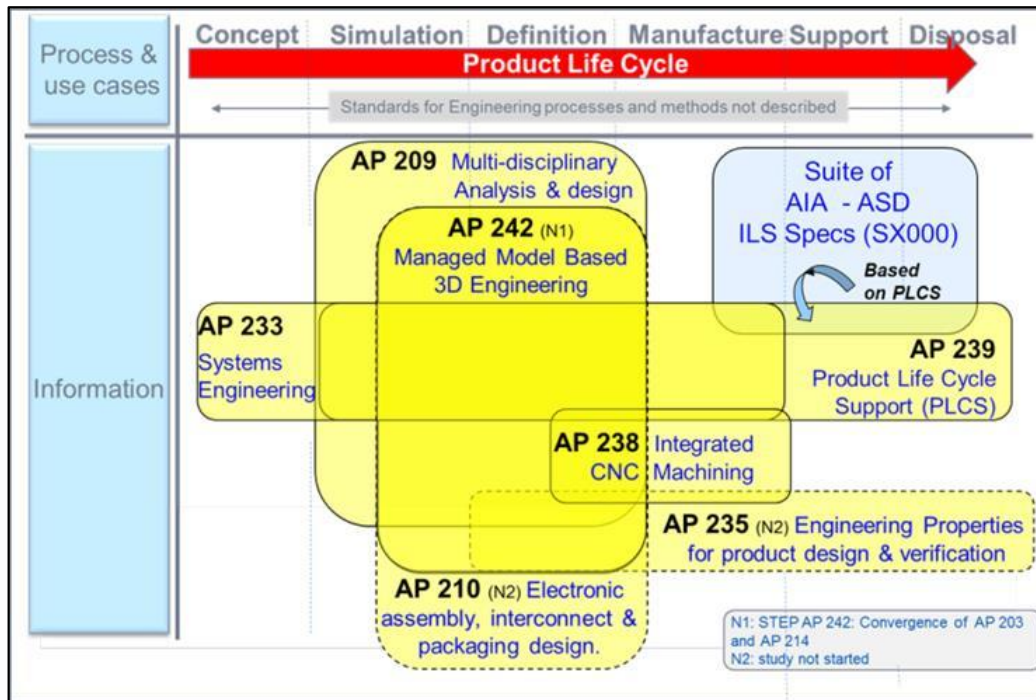 Process & use cases
Concept Simulation Definition Manufacture Support Disposal
Product Life Cycle
Standards for Engineering processes and methods not described
Information
AP 209 Multi-disciplinary
Analysis & design
AP 242 (N1)
Managed Model Based
3D Engineering
Suite of
AIA - ASD
ILS Specs (SX000)
Based
on PLCS
AP 233
Systems
Engineering
AP 239
Product Life Cycle
Support (PLCS)
AP 238 Integrated
CNC Machining
AP 235 (N2) Engineering Properties
for product design & verification
AP 210 (N2) Electronic
assembly, interconnect &
packaging design.
N1: STEP AP 242: Convergence of AP 203
and AP 214
N2: study not started